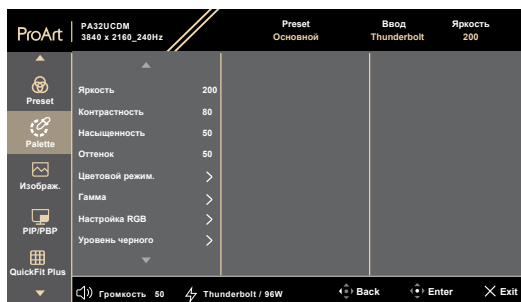 ProArt
PA32UCDM
3840 x 2160_240Hz
Preset
Основной
Ввод
Thunderbolt
Яркость
200
Preset
Palette
Изображ.
PIP/PBP
QuickFit Plus
Яркость 200
Контрастность 80
Насыщенность 50
Оттенок 50
Цветовой режим.
Гамма
Настройка RGB
Уровень черного
Громкость 50
Thunderbolt / 96W
Back
Enter
Exit